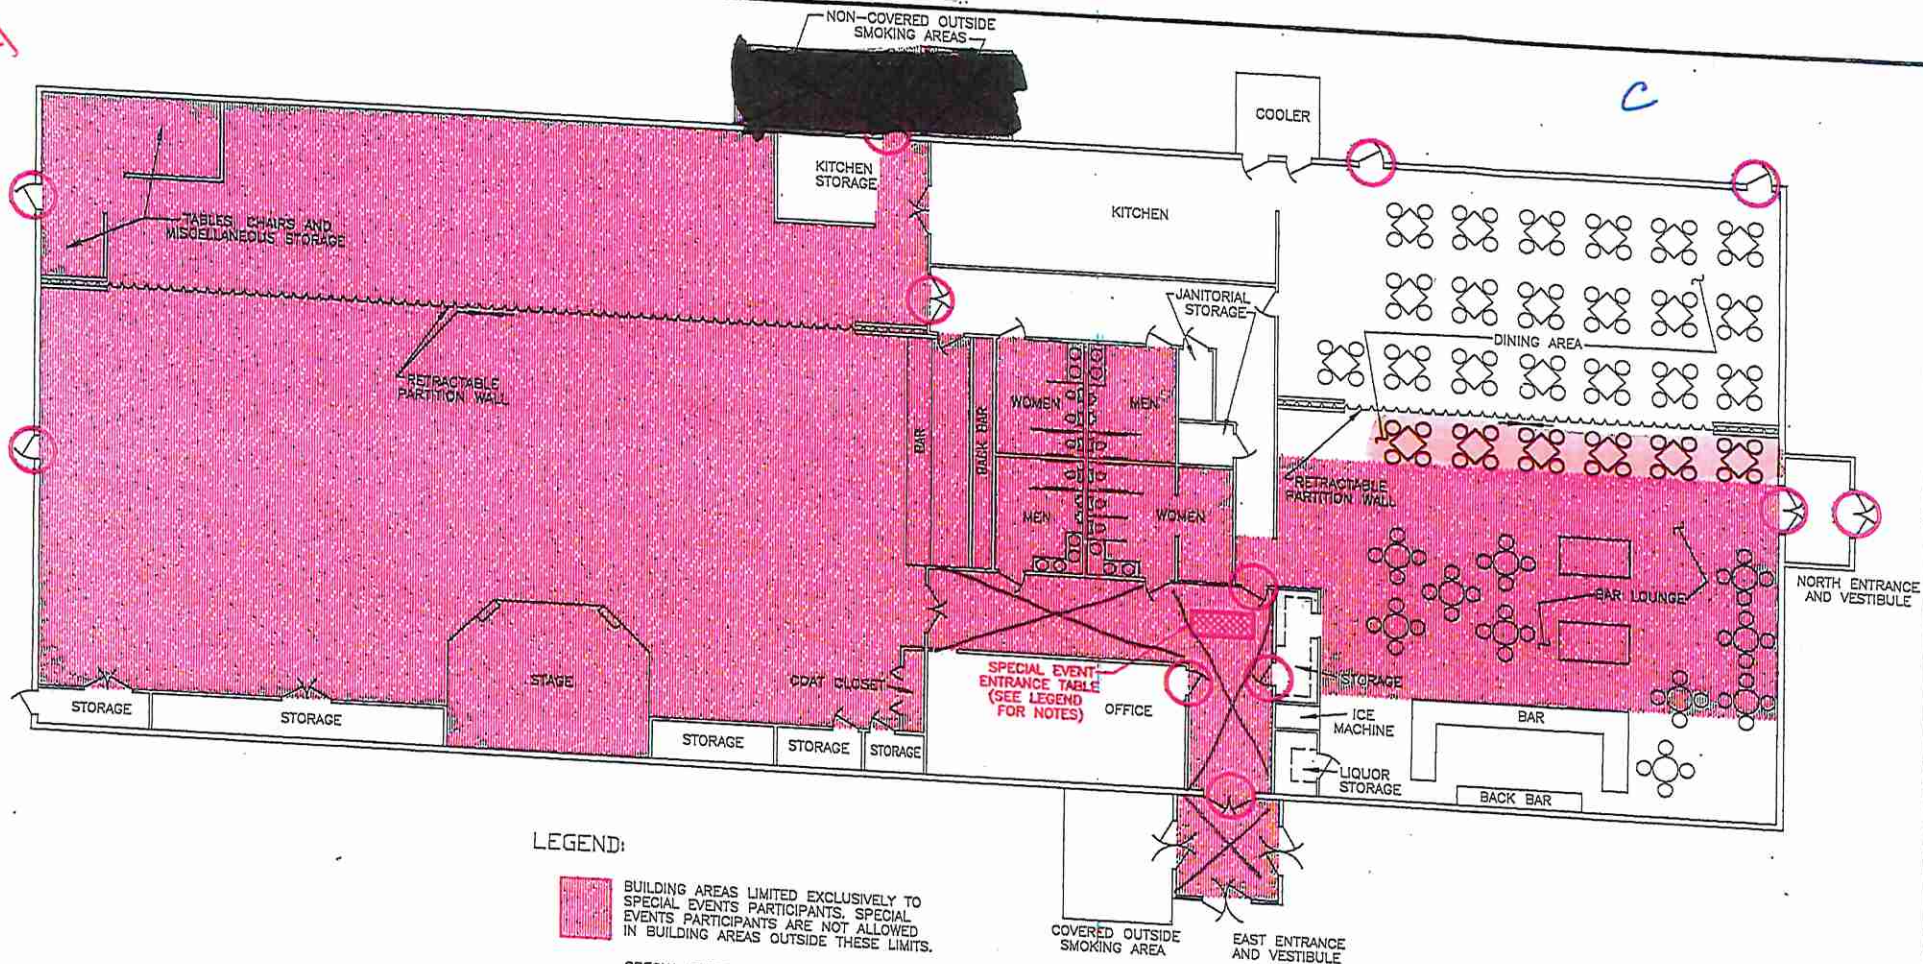 NON-COVERED OUTSIDE
SMOKING AREAS
C
COOLER
KITCHEN
STORAGE
KITCHEN
TABLES, CHAIRS AND
MISCELLANEOUS STORAGE
JANITORIAL
STORAGE
DINING AREA
RETRACTABLE
PARTITION WALL
WOMEN
MEN
BAR
BACK BAR
RETRACTABLE
PARTITION WALL
MEN
WOMEN
NORTH ENTRANCE
AND VESTIBULE
BAR LOUNGE
SPECIAL EVENT
ENTRANCE TABLE
(SEE LEGEND
FOR NOTES)
STAGE
COAT CLOSET
OFFICE
STORAGE
STORAGE
STORAGE
STORAGE
STORAGE
STORAGE
ICE
MACHINE
BAR
LIQUOR
STORAGE
BACK BAR
LEGEND:
BUILDING AREAS LIMITED EXCLUSIVELY TO
SPECIAL EVENTS PARTICIPANTS. SPECIAL
EVENTS PARTICIPANTS ARE NOT ALLOWED
IN BUILDING AREAS OUTSIDE THESE LIMITS.
COVERED OUTSIDE
SMOKING AREA
EAST ENTRANCE
AND VESTIBULE